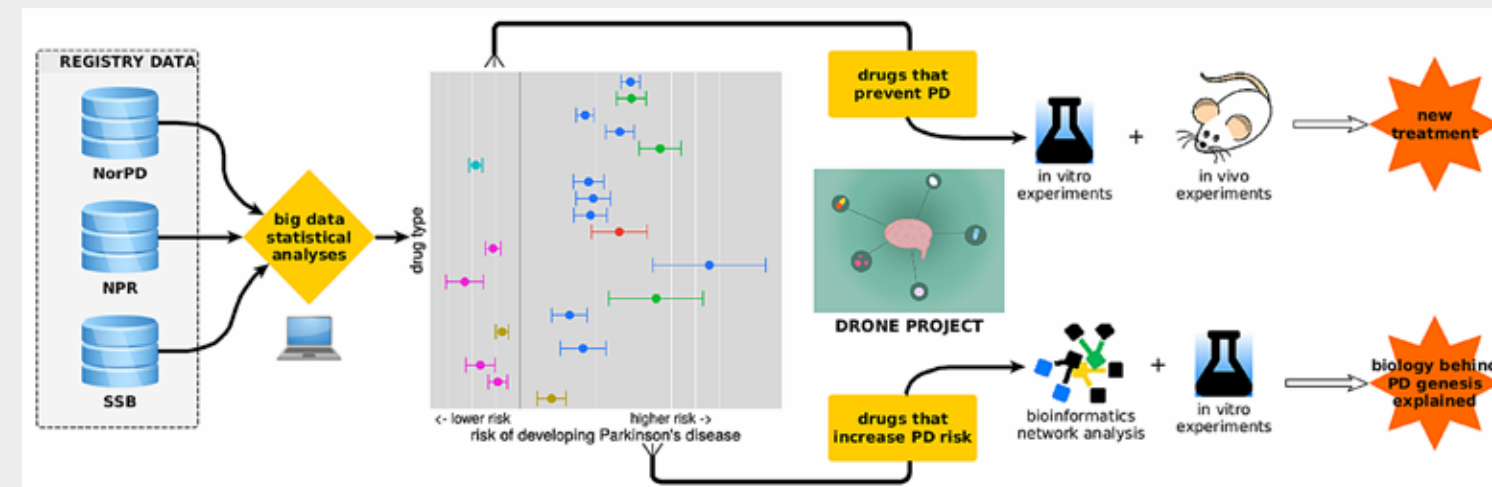 REGISTRY DATA
NorPD
NPR
SSB
big data
statistical
analyses
drug type
<- lower risk
higher risk ->
risk of developing Parkinson's disease
drugs that
prevent PD
in vitro
experiments
+
in vivo
experiments
new
treatment
DRONE PROJECT
drugs that
increase PD risk
bioinformatics
network analysis
+
in vitro
experiments
biology behind
PD genesis
explained